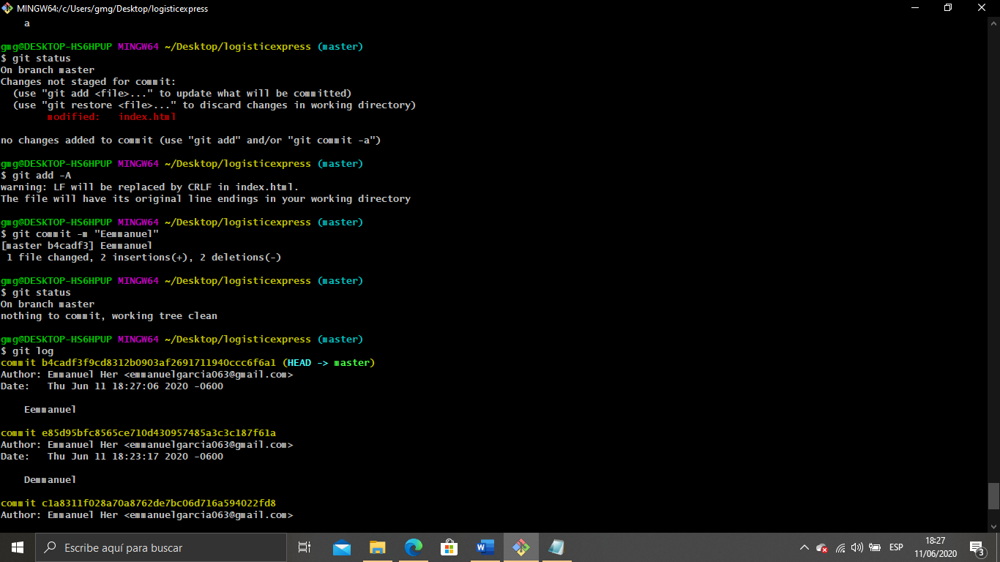 MINGW64:/c/Users/gmg/Desktop/logisticexpress
a
gmg@DESKTOP-HS6HPUP MINGW64 ~/Desktop/logisticexpress (master)
$ git status
On branch master
Changes not staged for commit:
(use "git add <file>..." to update what will be committed)
(use "git restore <file>..." to discard changes in working directory)
modified: index.html
no changes added to commit (use "git add" and/or "git commit -a")
gmg@DESKTOP-HS6HPUP MINGW64 ~/Desktop/logisticexpress (master)
$ git add -A
warning: LF will be replaced by CRLF in index.html.
The file will have its original line endings in your working directory
gmg@DESKTOP-HS6HPUP MINGW64 ~/Desktop/logisticexpress (master)
$ git commit -m "Eemmanuel"
[master b4cadf3] Eemmanuel
1 file changed, 2 insertions(+), 2 deletions(-)
gmg@DESKTOP-HS6HPUP MINGW64 ~/Desktop/logisticexpress (master)
$ git status
On branch master
nothing to commit, working tree clean
gmg@DESKTOP-HS6HPUP MINGW64 ~/Desktop/logisticexpress (master)
$ git log
commit b4cadf3f9cd8312b0903af2691711940ccc6f6a1 (HEAD -> master)
Author: Emmanuel Her <emmanuelgarcia063@gmail.com>
Date: Thu Jun 11 18:27:06 2020 -0600
Eemmanuel
commit e85d95bfc8565ce710d430957485a3c3c187f61a
Author: Emmanuel Her <emmanuelgarcia063@gmail.com>
Date: Thu Jun 11 18:23:17 2020 -0600
Demmanuel
commit c1a8311f028a70a8762de7bc06d716a594022fd8
Author: Emmanuel Her <emmanuelgarcia063@gmail.com>
Escribe aquí para buscar
W
ESP
18:27
11/06/2020
3